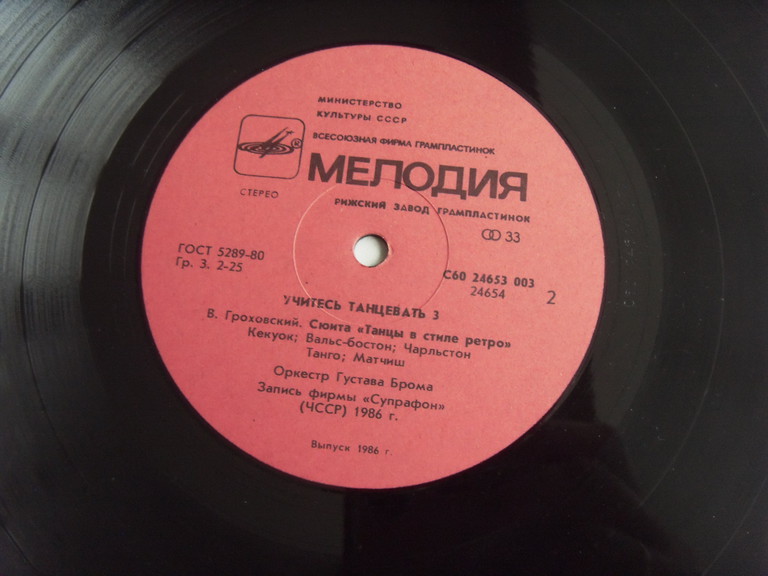 МИНИСТЕРСТВО
КУЛЬТУРЫ СССР
ВСЕСОЮЗНАЯ ФИРМА ГРАМПЛАСТИНОК
®
МЕЛОДИЯ
СТЕРЕО
РИЖСКИЙ ЗАВОД ГРАМПЛАСТИНОК
33
ГОСТ 5289-80
Гр. 3. 2-25
С60 24653 003
24654
2
УЧИТЕСЬ ТАНЦЕВАТЬ 3
В. Гроховский. Сюита «Танцы в стиле ретро»
Кекуок; Вальс-бостон; Чарльстон
Танго; Матчиш
Оркестр Густава Брома
Запись фирмы «Супрафон»
(ЧССР) 1986 г.
Выпуск 1986 г.